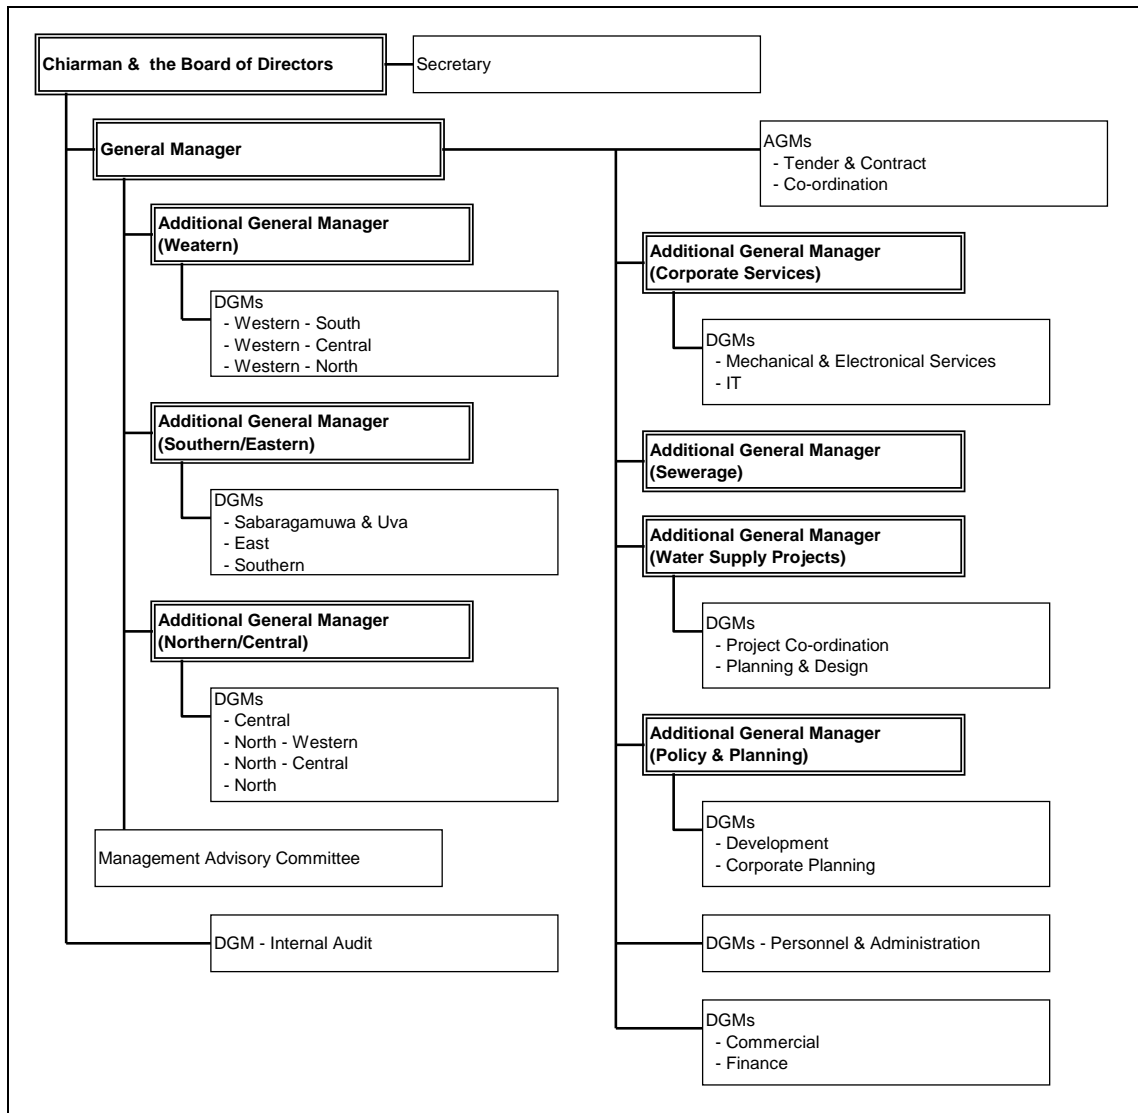 Chiarman & the Board of Directors
Secretary
General Manager
Additional General Manager
(Weatern)
DGMs
- Western - South
- Western - Central
- Western - North
Additional General Manager
(Southern/Eastern)
DGMs
- Sabaragamuwa & Uva
- East
- Southern
Additional General Manager
(Northern/Central)
DGMs
- Central
- North - Western
- North - Central
- North
Management Advisory Committee
DGM - Internal Audit
AGMs
- Tender & Contract
- Co-ordination
Additional General Manager
(Corporate Services)
DGMs
- Mechanical & Electronical Services
- IT
Additional General Manager
(Sewerage)
Additional General Manager
(Water Supply Projects)
DGMs
- Project Co-ordination
- Planning & Design
Additional General Manager
(Policy & Planning)
DGMs
- Development
- Corporate Planning
DGMs - Personnel & Administration
DGMs
- Commercial
- Finance